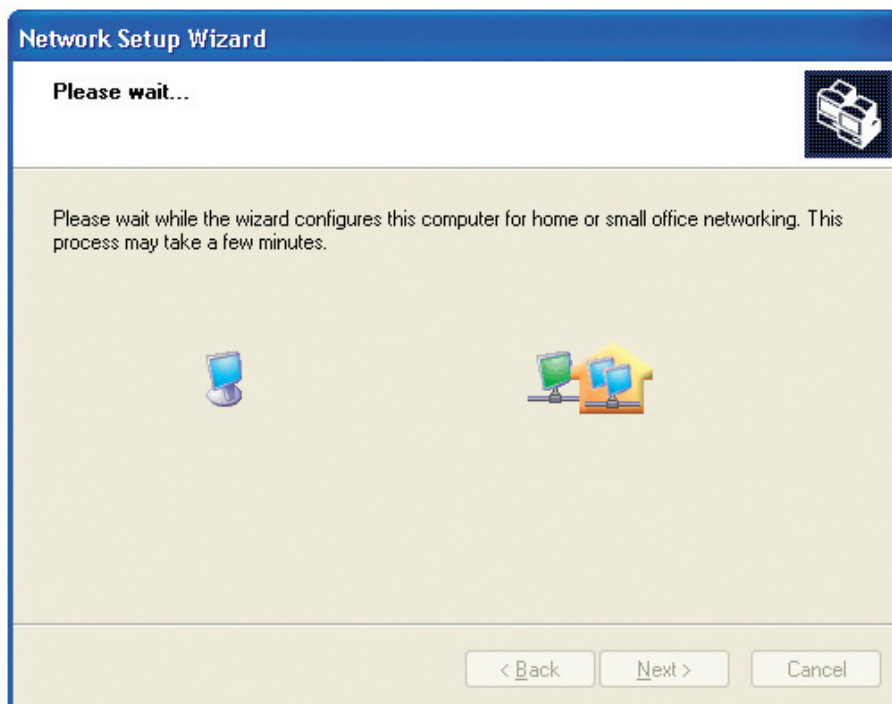 Network Setup Wizard
Please wait...
Please wait while the wizard configures this computer for home or small office networking. This
process may take a few minutes.
< Back
Next >
Cancel